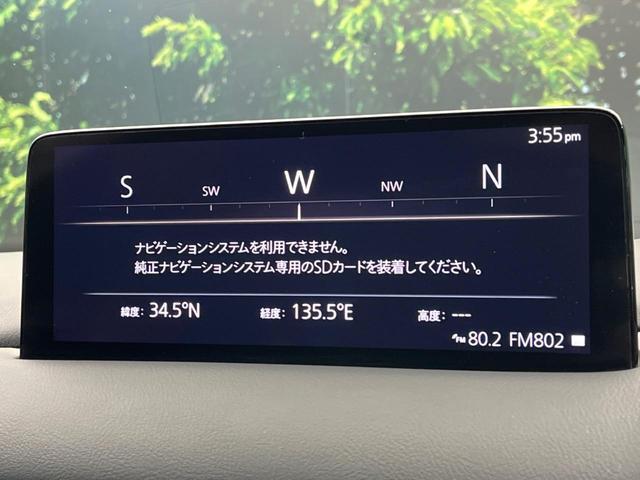 3:55pm
S SW W NW N
ナビゲーションシステムを利用できません。
純正ナビゲーションシステム専用のSDカードを装着してください。
緯度: 34.5°N 経度: 135.5°E 高度: ---
FM 80.2 FM802